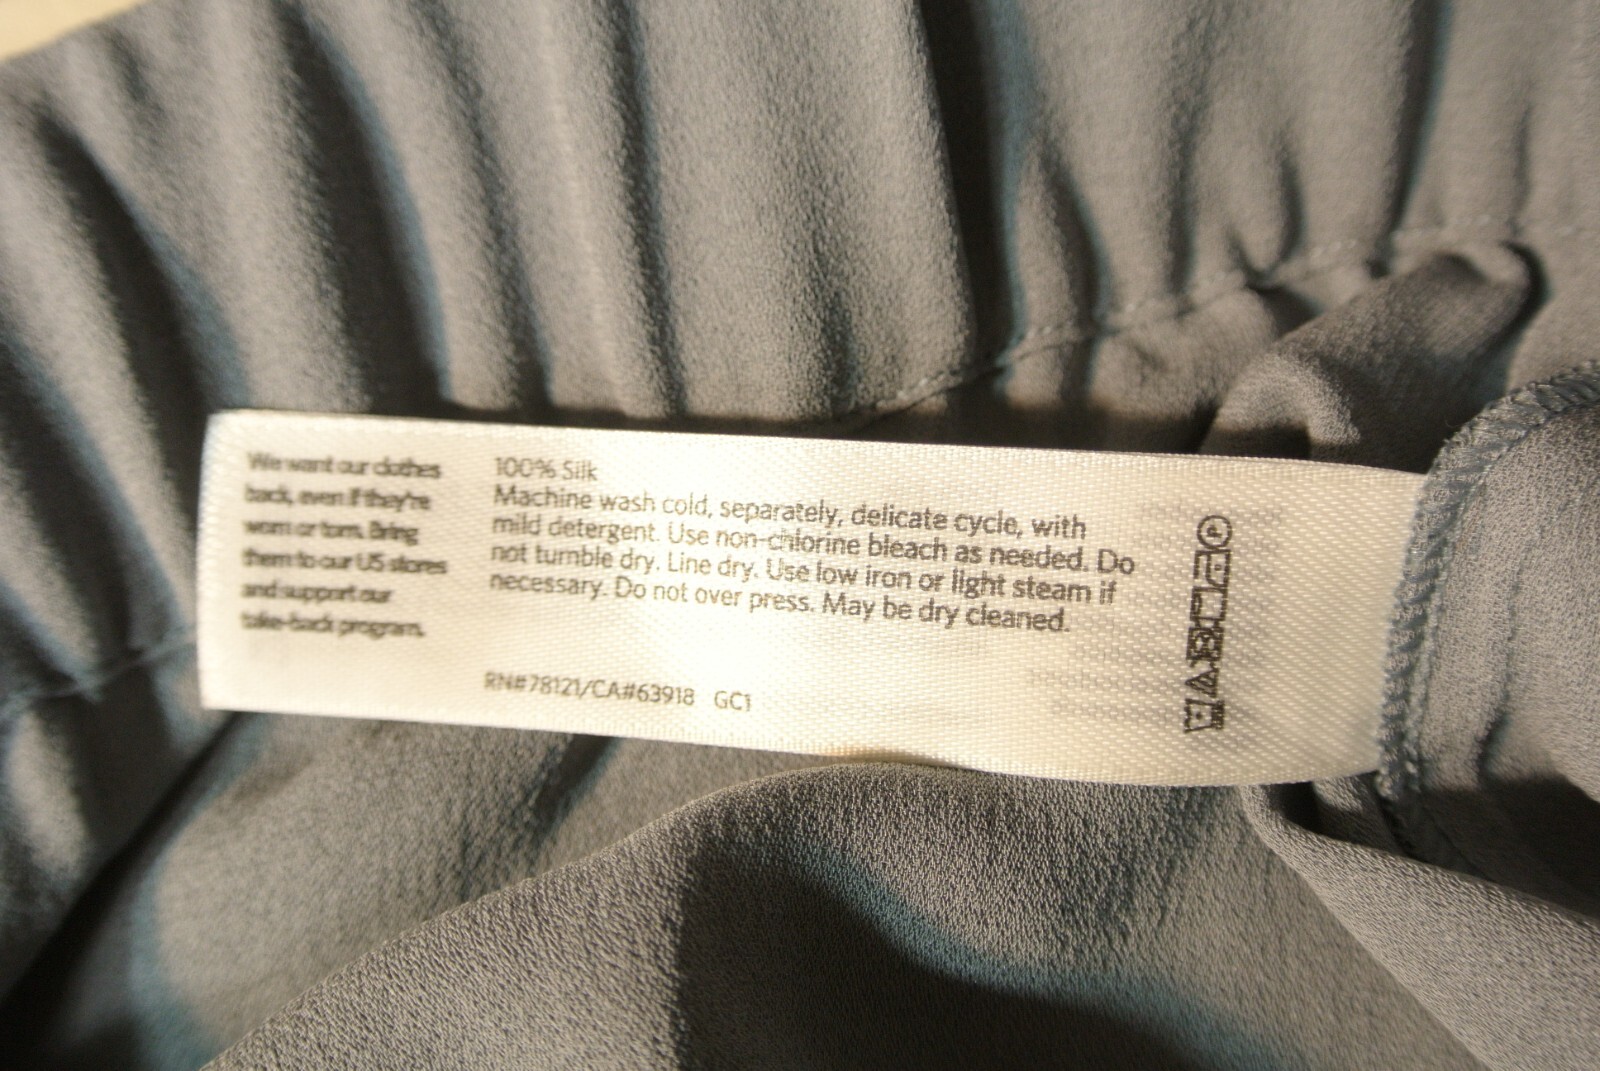 We want our clothes
back, even if they're
worn or torn. Bring
them to our US stores
and support our
take-back program.
100% Silk
Machine wash cold, separately, delicate cycle, with
mild detergent. Use non-chlorine bleach as needed. Do
not tumble dry. Line dry. Use low iron or light steam if
necessary. Do not over press. May be dry cleaned.
RN#78121/CA#63918 GC1